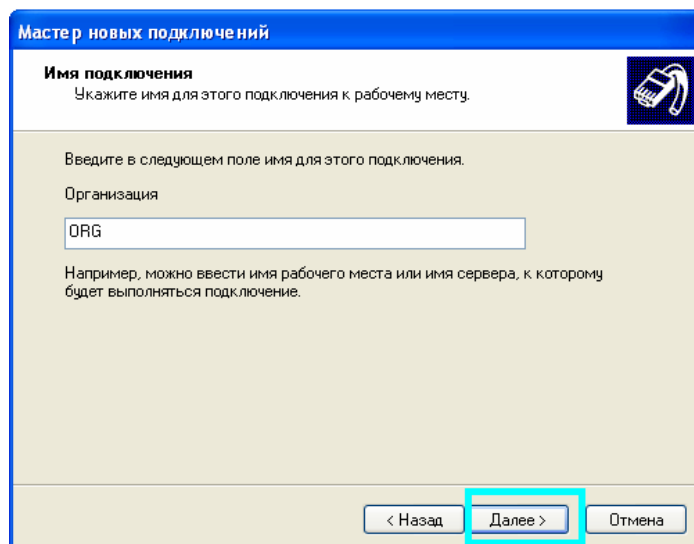 Мастер новых подключений
Имя подключения
Укажите имя для этого подключения к рабочему месту.
Введите в следующем поле имя для этого подключения.
Организация
ORG
Например, можно ввести имя рабочего места или имя сервера, к которому
будет выполняться подключение.
< Назад
Далее >
Отмена